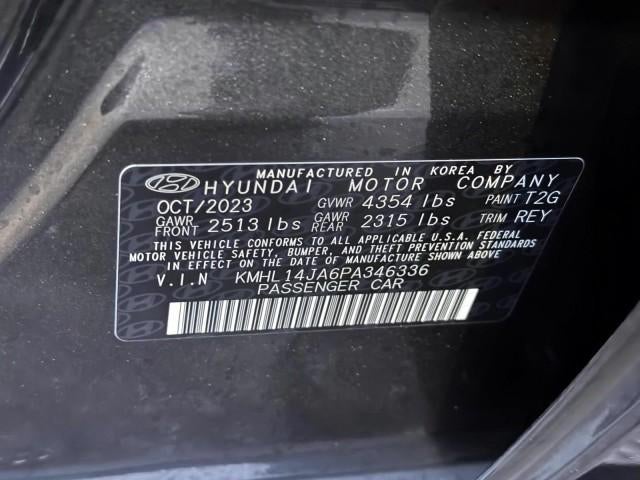 MANUFACTURED IN KOREA BY
HYUNDAI MOTOR COMPANY
OCT/2023 GVWR 4354 lbs PAINT T2G
GAWR FRONT 2513 lbs GAWR REAR 2315 lbs TRIM REY
THIS VEHICLE CONFORMS TO ALL APPLICABLE U.S.A. FEDERAL
MOTOR VEHICLE SAFETY, BUMPER, AND THEFT PREVENTION STANDARDS
IN EFFECT ON THE DATE OF MANUFACTURE SHOWN ABOVE
V.I.N KMHL14JA6PA346336
PASSENGER CAR